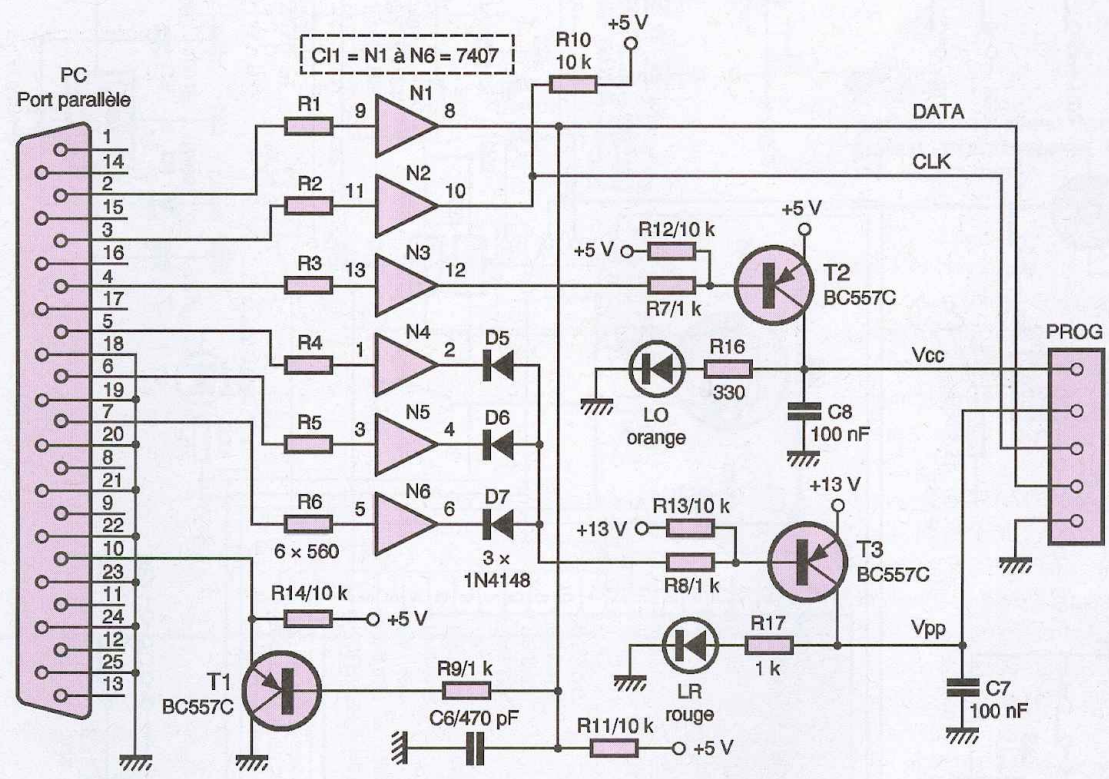 CI1 = N1 à N6 = 7407
PC
Port parallèle
1
14
2
15
3
16
4
17
5
18
6
19
7
20
8
21
9
22
10
23
11
24
12
25
13
R1
9
N1
8
R2
11
N2
10
R3
13
N3
12
R4
1
N4
2
D5
R5
3
N5
4
D6
R6
5
N6
6
D7
6 × 560
3 ×
1N4148
R10
10 k
+5 V
DATA
CLK
R12/10 k
+5 V
R7/1 k
+5 V
T2
BC557C
LO
orange
R16
330
C8
100 nF
Vcc
PROG
R13/10 k
+13 V
R8/1 k
+13 V
T3
BC557C
LR
rouge
R17
1 k
Vpp
C7
100 nF
R14/10 k
+5 V
T1
BC557C
R9/1 k
C6/470 pF
R11/10 k
+5 V